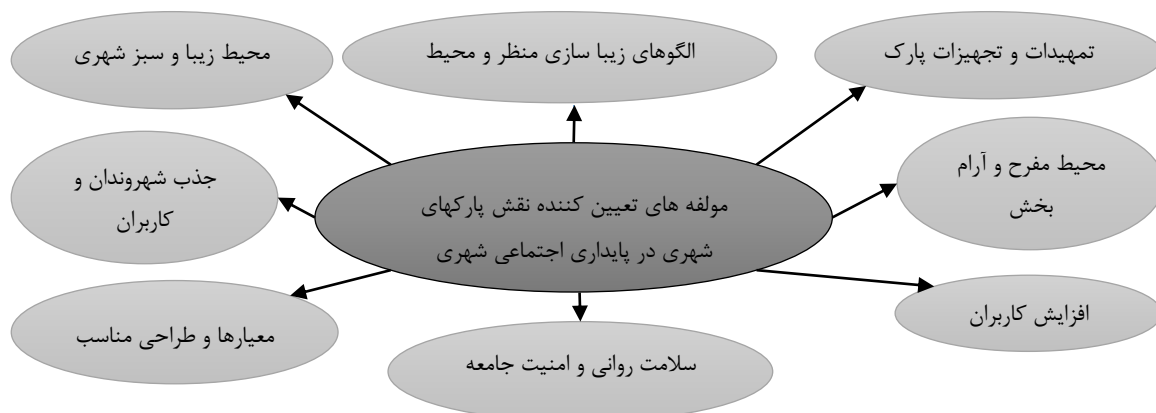 تمهیدات و تجهیزات پارک
الگوهای زیبا سازی منظر و محیط
محیط زیبا و سبز شهری
محیط مفرح و آرام
بخش
جذب شهروندان و
کاربران
مولفه های تعیین کننده نقش پارکهای
شهری در پایداری اجتماعی شهری
افزایش کاربران
معیارها و طراحی مناسب
سلامت روانی و امنیت جامعه